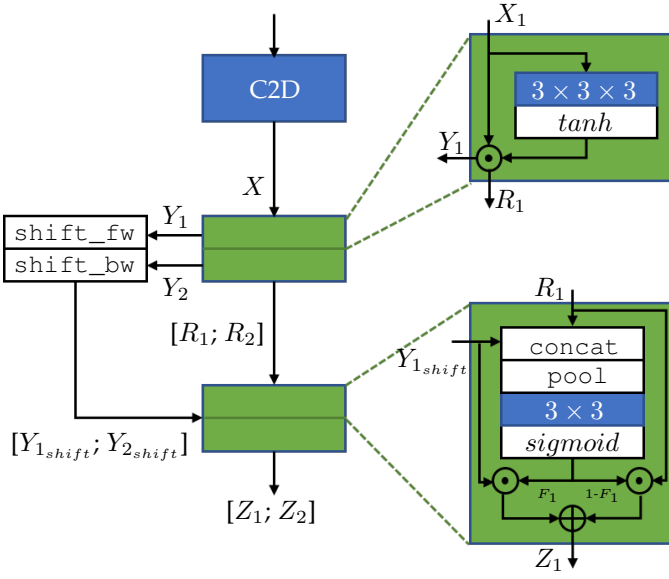 X₁
C2D
3 × 3 × 3
tanh
Y₁
R₁
X
Y₁
shift_fw
shift_bw
Y₂
[R₁; R₂]
R₁
Y₁shift
concat
pool
3 × 3
sigmoid
[Y₁shift; Y₂shift]
F₁
1-F₁
[Z₁; Z₂]
Z₁